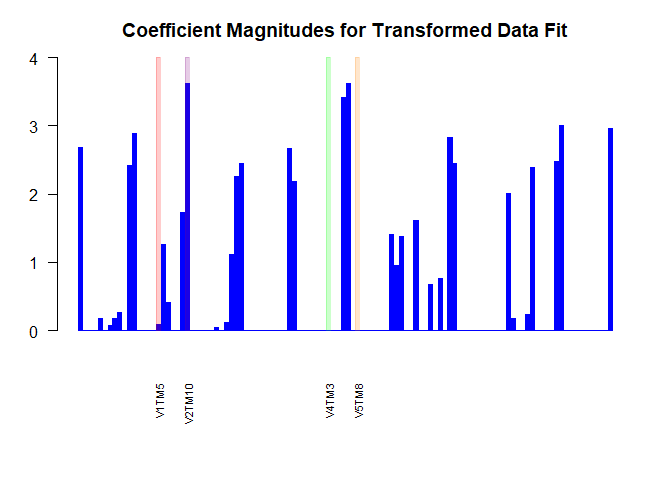 Coefficient Magnitudes for Transformed Data Fit
4
3
2
1
0
V1TM5
V2TM10
V4TM3
V5TM8